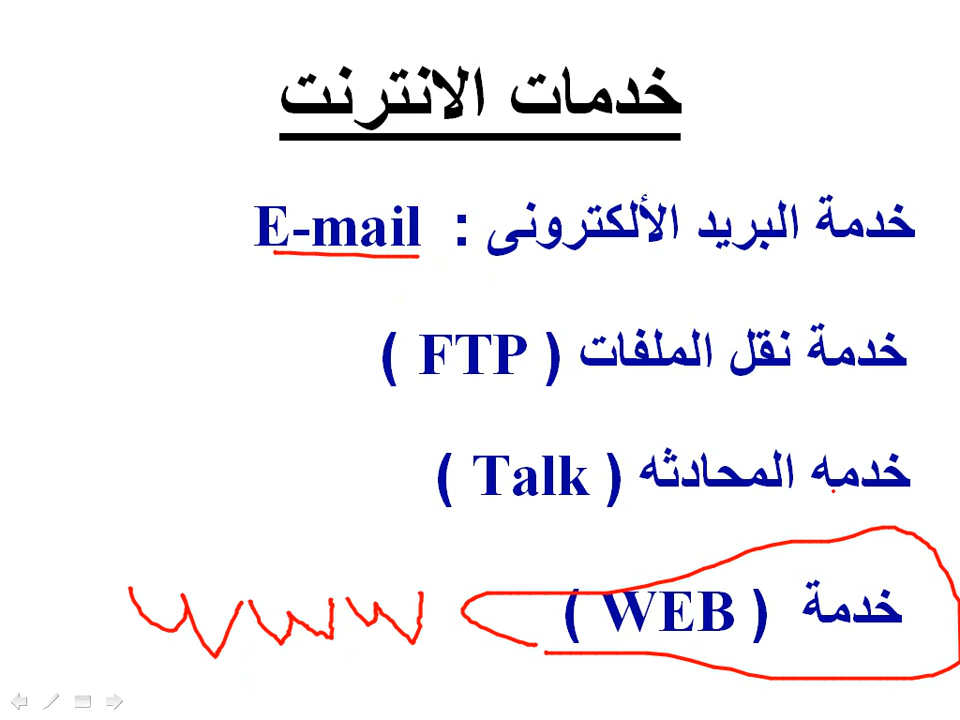 خدمات الانترنت
خدمة البريد الألكترونى : E-mail
خدمة نقل الملفات ( FTP )
خدمه المحادثه ( Talk )
خدمة ( WEB ) www